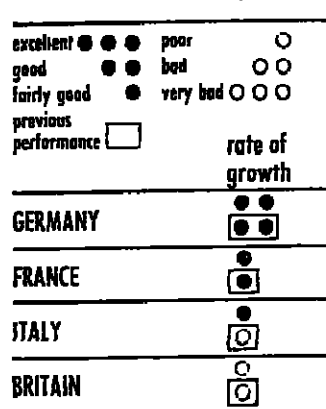 excellent ● ● ● poor ○
good ● ● bad ○ ○
fairly good ● very bad ○ ○ ○
previous
performance
rate of
growth
GERMANY
FRANCE
ITALY
BRITAIN